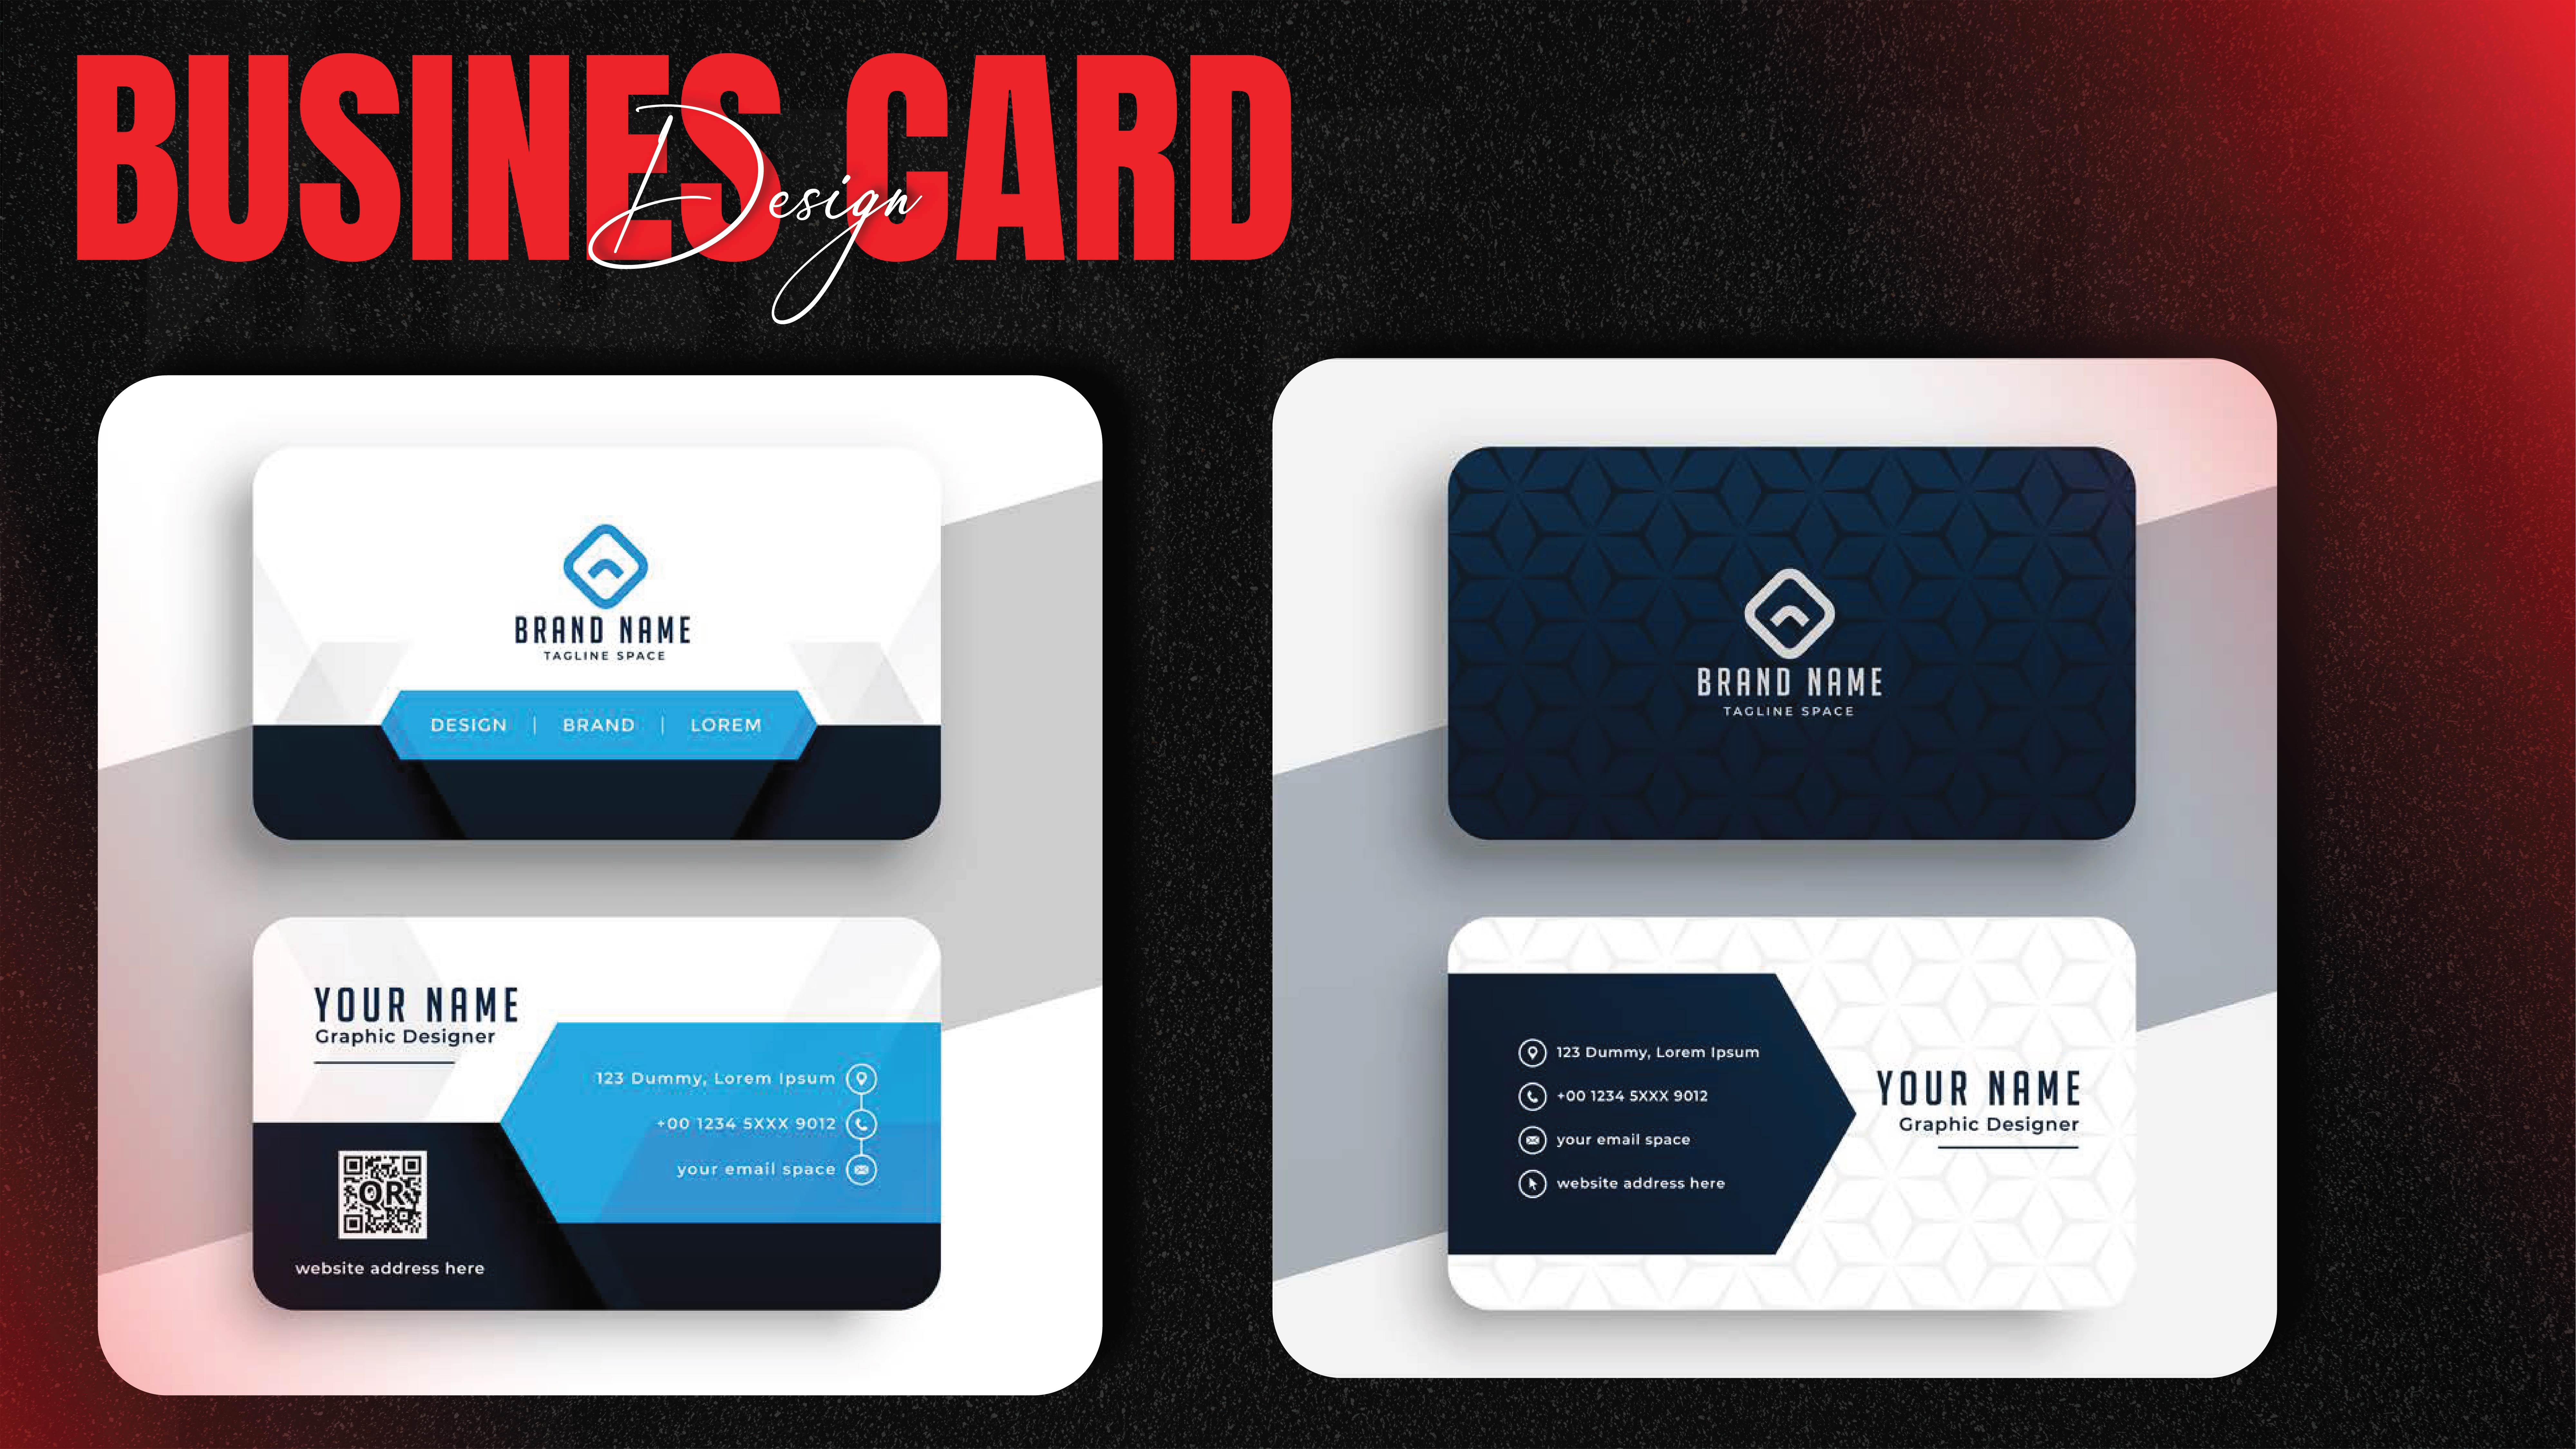 BUSINES CARD
Design
BRAND NAME
TAGLINE SPACE
DESIGN | BRAND | LOREM
YOUR NAME
Graphic Designer
123 Dummy, Lorem Ipsum
+00 1234 5XXX 9012
your email space
QR
website address here
BRAND NAME
TAGLINE SPACE
123 Dummy, Lorem Ipsum
+00 1234 5XXX 9012
your email space
website address here
YOUR NAME
Graphic Designer